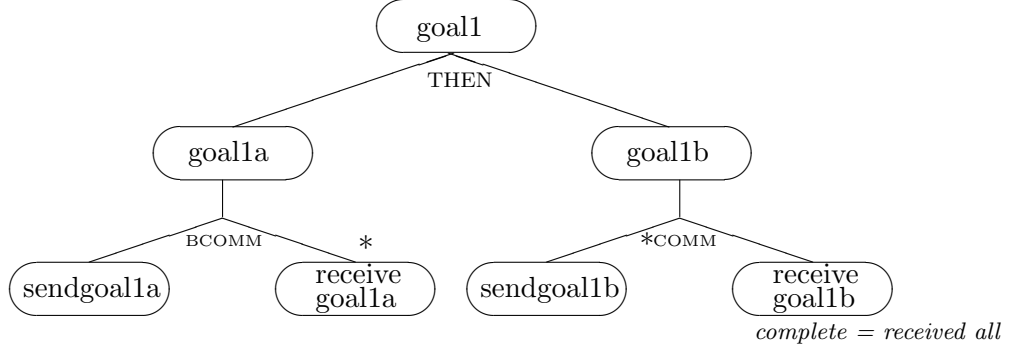 goal1
THEN
goal1a
goal1b
BCOMM
*
*COMM
sendgoal1a
receive
goal1a
sendgoal1b
receive
goal1b
complete = received all